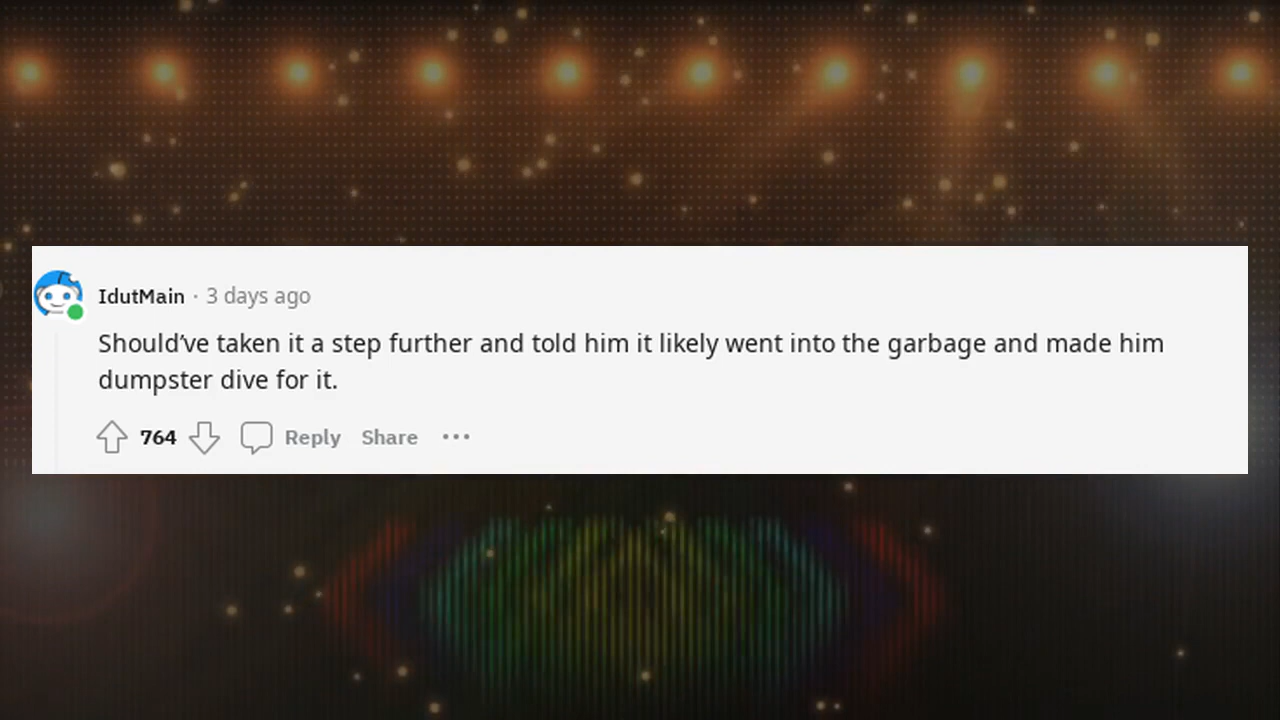 IdutMain · 3 days ago
Should’ve taken it a step further and told him it likely went into the garbage and made him
dumpster dive for it.
764 Reply Share •••